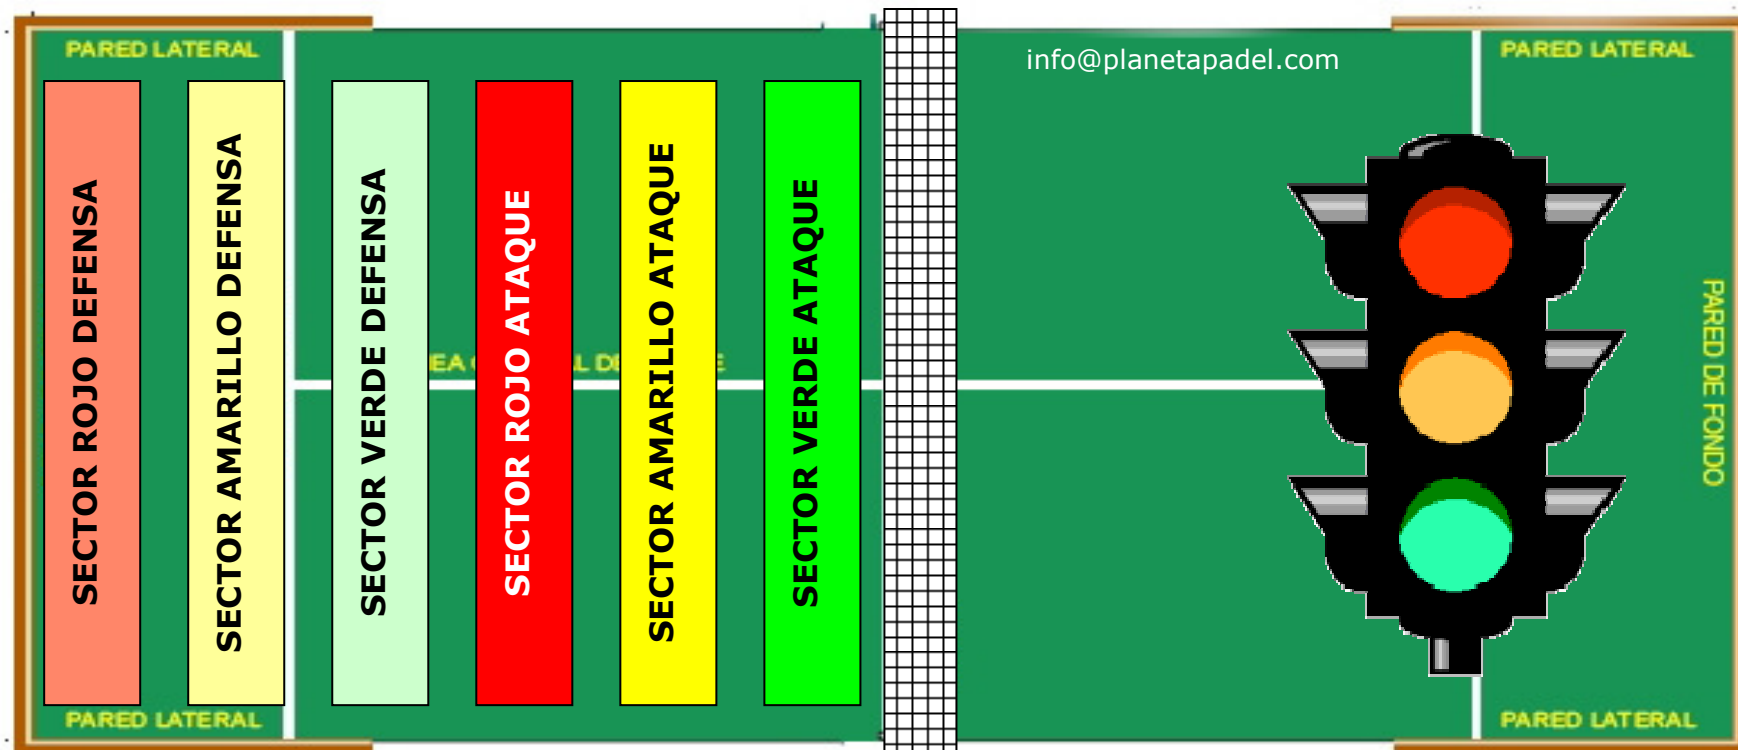 PARED LATERAL
info@planetapadel.com
PARED LATERAL
SECTOR ROJO DEFENSA
SECTOR AMARILLO DEFENSA
SECTOR VERDE DEFENSA
SECTOR ROJO ATAQUE
SECTOR AMARILLO ATAQUE
SECTOR VERDE ATAQUE
PARED DE FONDO
PARED LATERAL
PARED LATERAL